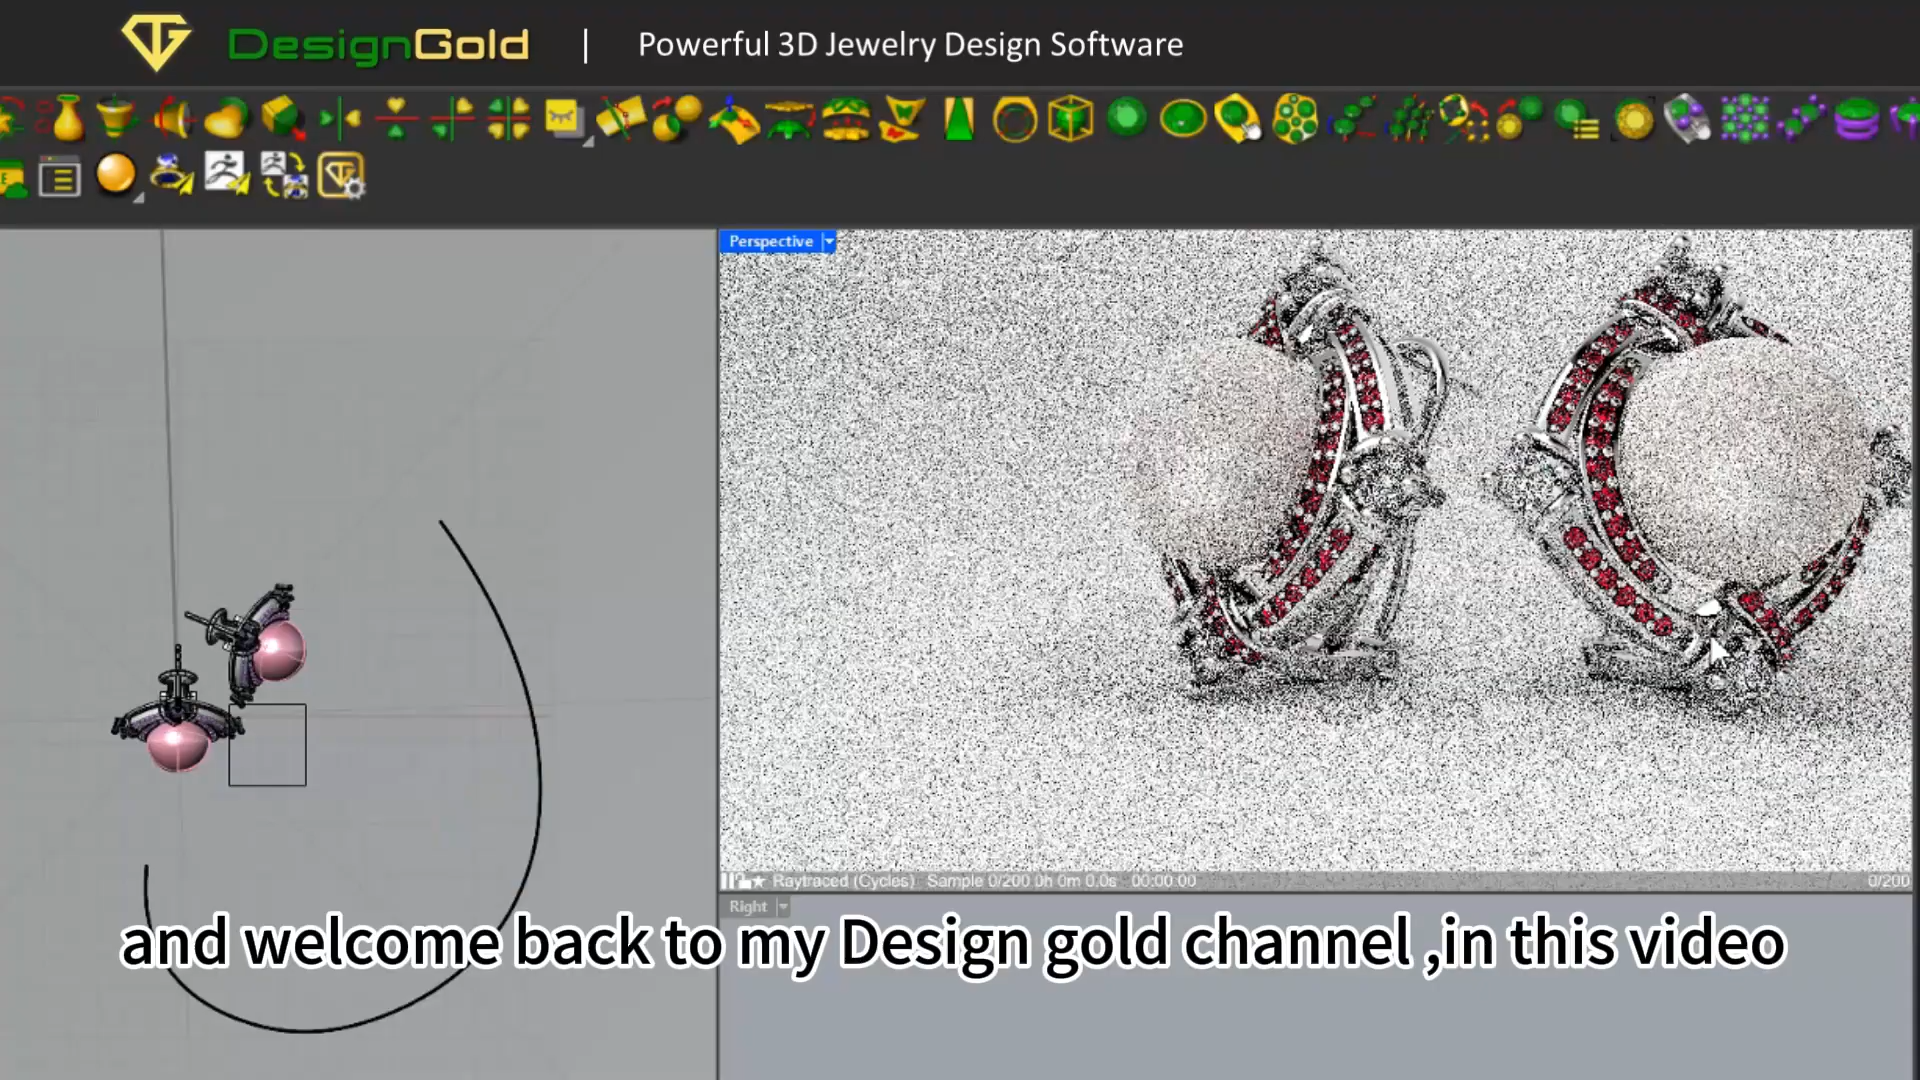 DesignGold | Powerful 3D Jewelry Design Software
Perspective
Raytraced (Cycles) Sample 0/200 0h 0m 0.0s 00:00:00 0/200
Right
and welcome back to my Design gold channel ,in this video